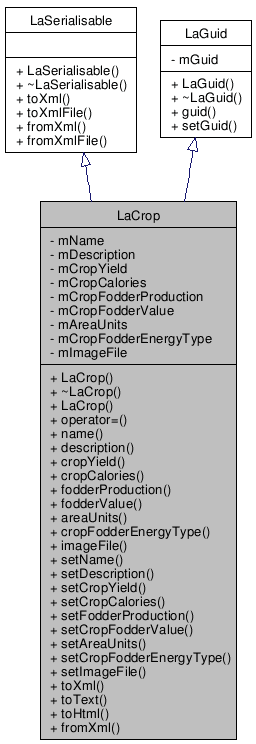 LaSerialisable
+ LaSerialisable()
+ ~LaSerialisable()
+ toXml()
+ toXmlFile()
+ fromXml()
+ fromXmlFile()
LaGuid
- mGuid
+ LaGuid()
+ ~LaGuid()
+ guid()
+ setGuid()
LaCrop
- mName
- mDescription
- mCropYield
- mCropCalories
- mCropFodderProduction
- mCropFodderValue
- mAreaUnits
- mCropFodderEnergyType
- mImageFile
+ LaCrop()
+ ~LaCrop()
+ LaCrop()
+ operator=()
+ name()
+ description()
+ cropYield()
+ cropCalories()
+ fodderProduction()
+ fodderValue()
+ areaUnits()
+ cropFodderEnergyType()
+ imageFile()
+ setName()
+ setDescription()
+ setCropYield()
+ setCropCalories()
+ setFodderProduction()
+ setCropFodderValue()
+ setAreaUnits()
+ setCropFodderEnergyType()
+ setImageFile()
+ toXml()
+ toText()
+ toHtml()
+ fromXml()